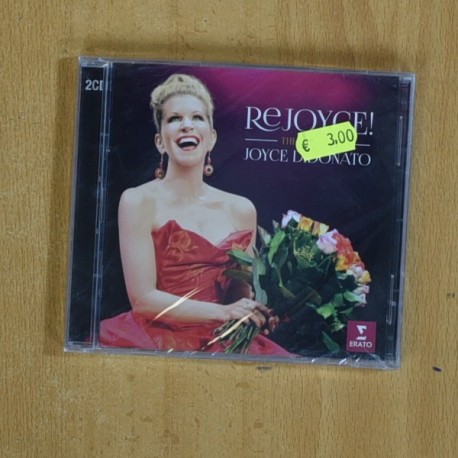 2CD
ReJOYCE!
€ 3,00
THE
JOYCE DIDONATO
ERATO